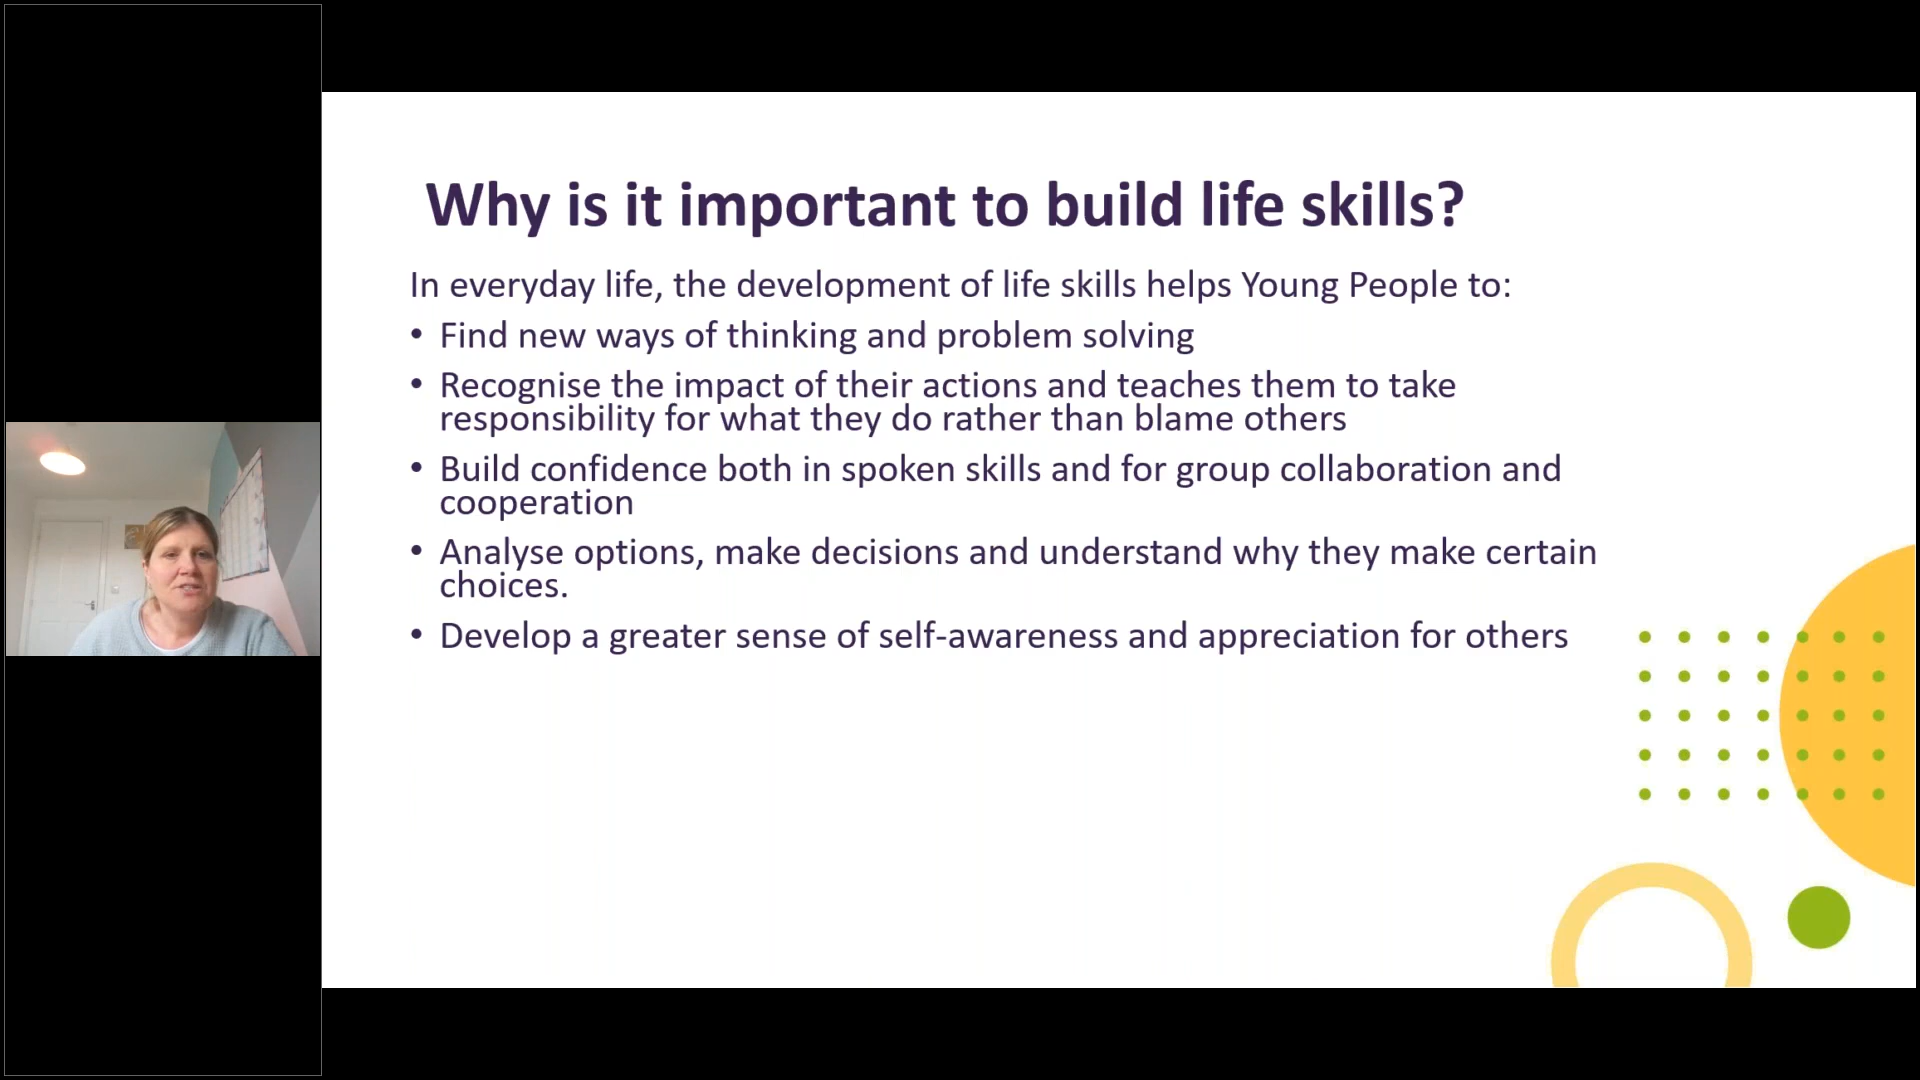 Why is it important to build life skills?
In everyday life, the development of life skills helps Young People to:
• Find new ways of thinking and problem solving
• Recognise the impact of their actions and teaches them to take
responsibility for what they do rather than blame others
• Build confidence both in spoken skills and for group collaboration and
cooperation
• Analyse options, make decisions and understand why they make certain
choices.
• Develop a greater sense of self-awareness and appreciation for others